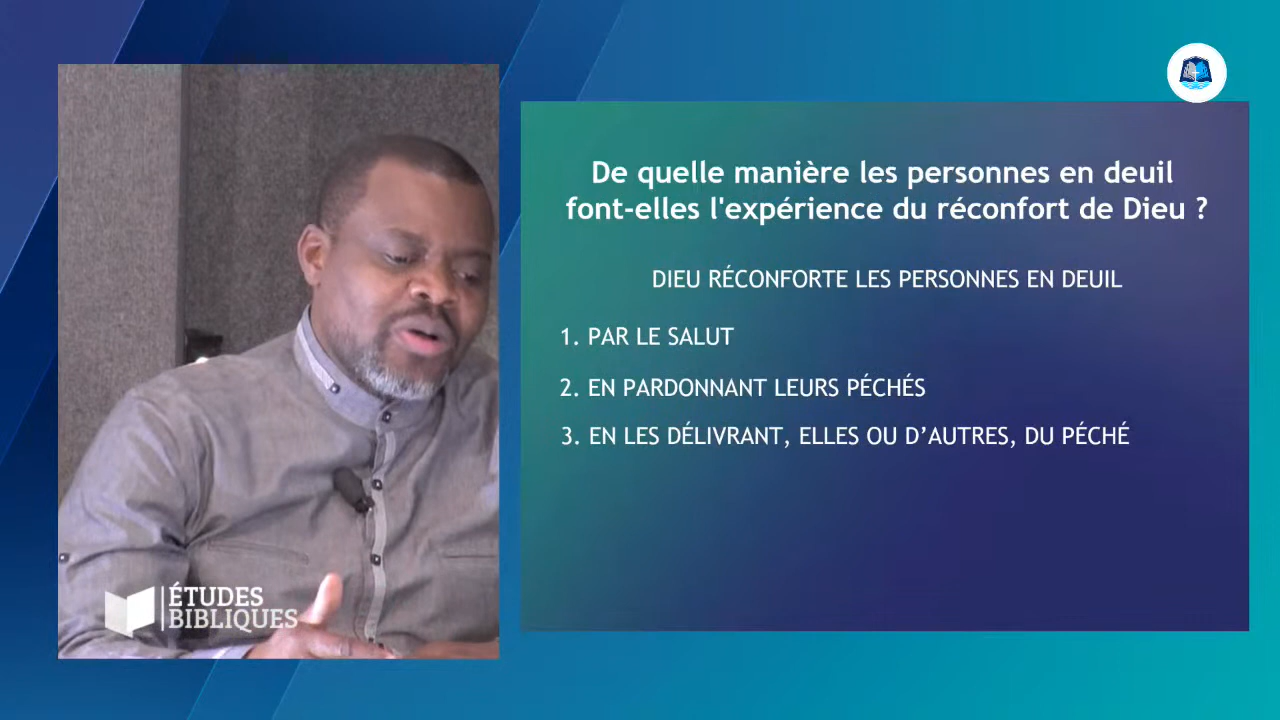 De quelle manière les personnes en deuil
font-elles l'expérience du réconfort de Dieu ?
DIEU RÉCONFORTE LES PERSONNES EN DEUIL
1. PAR LE SALUT
2. EN PARDONNANT LEURS PÉCHÉS
3. EN LES DÉLIVRANT, ELLES OU D’AUTRES, DU PÉCHÉ
ÉTUDES
BIBLIQUES